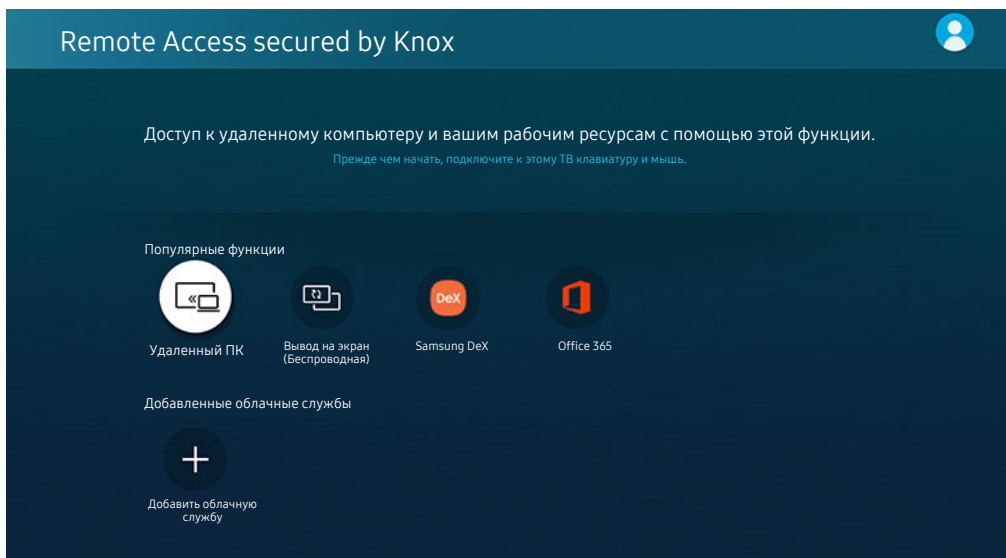 Remote Access secured by Knox
Доступ к удаленному компьютеру и вашим рабочим ресурсам с помощью этой функции.
Прежде чем начать, подключите к этому ТВ клавиатуру и мышь.
Популярные функции
Удаленный ПК
Вывод на экран
(Беспроводная)
DeX
Samsung DeX
Office 365
Добавленные облачные службы
Добавить облачную
службу